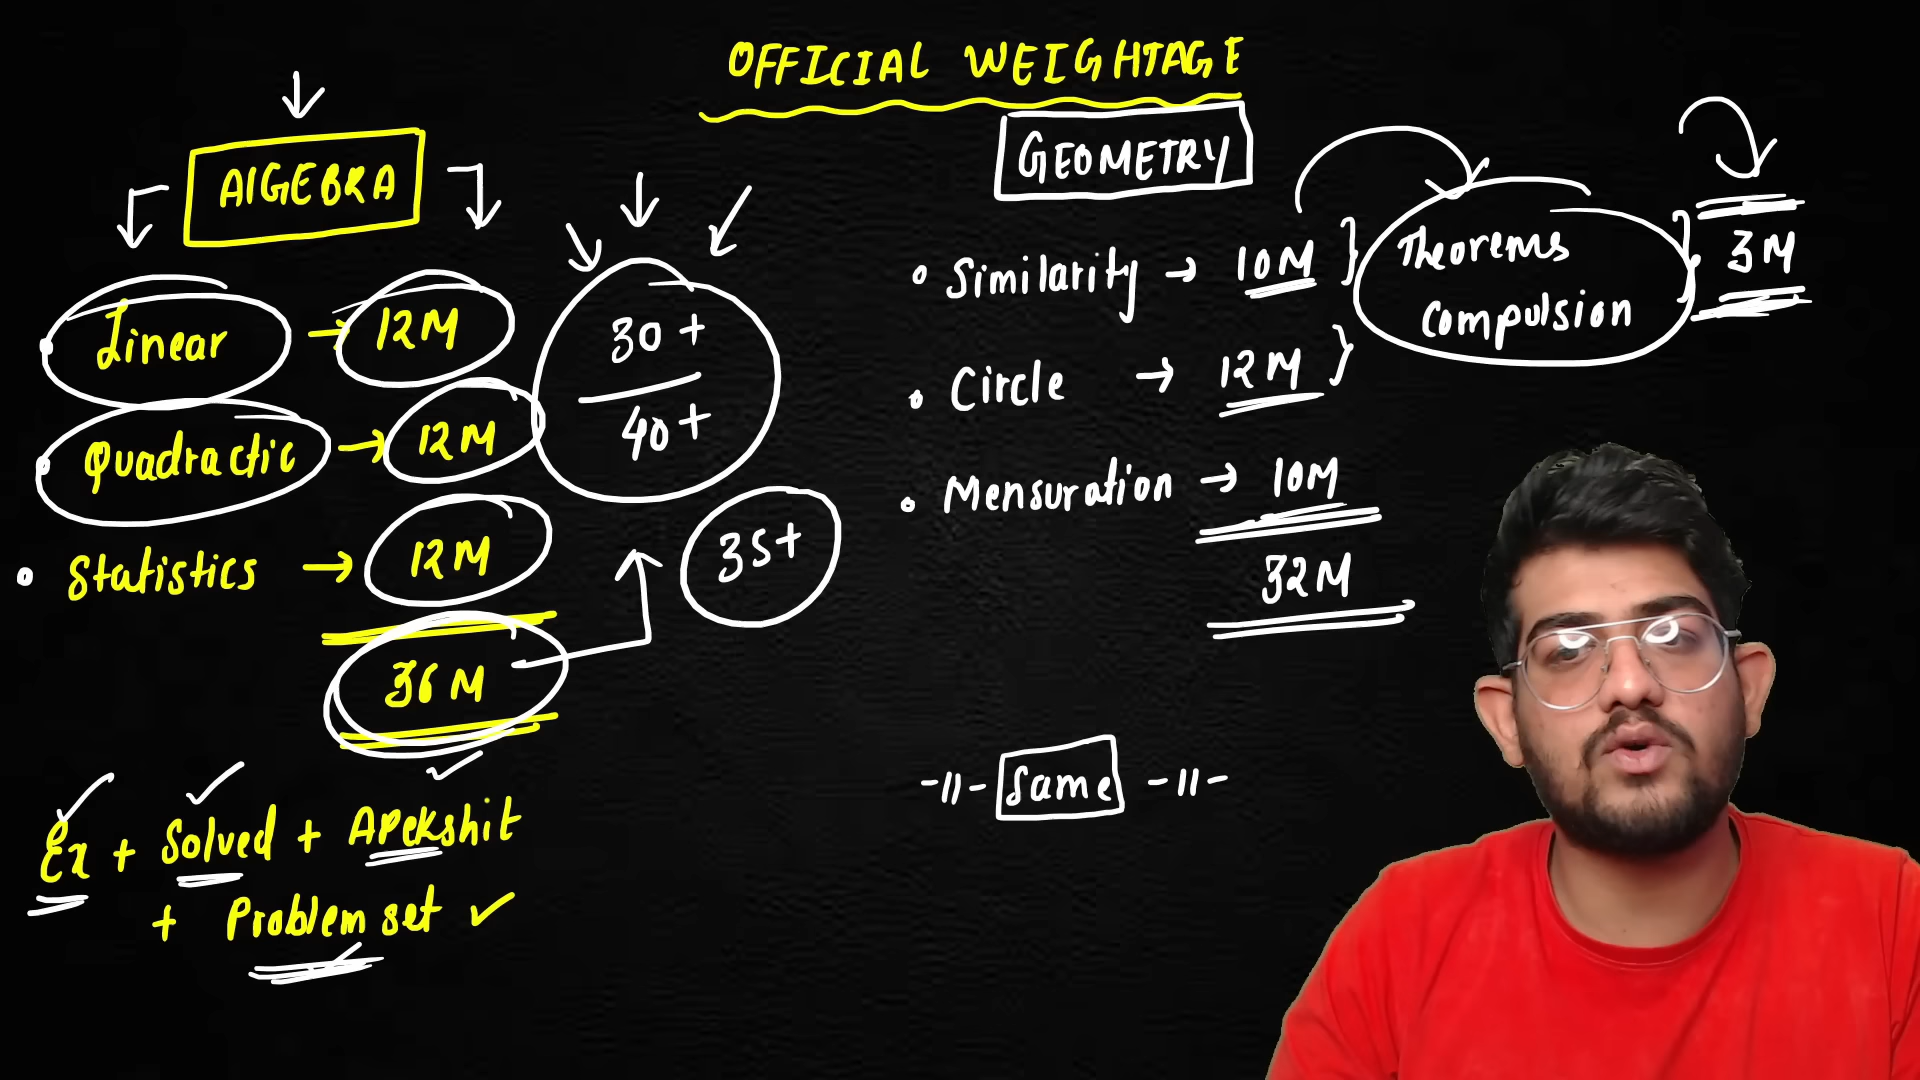 OFFICIAL WEIGHTAGE
ALGEBRA
• Linear → 12M
• Quadractic → 12M
• Statistics → 12M
36M
30+
40+
35+
Ex + Solved + APEKshit
+ Problem set ✓
GEOMETRY
• Similarity → 10M }
• Circle → 12M }
• Mensuration → 10M
32M
Theorems
Compulsion
} 3M
-11- Same -11-